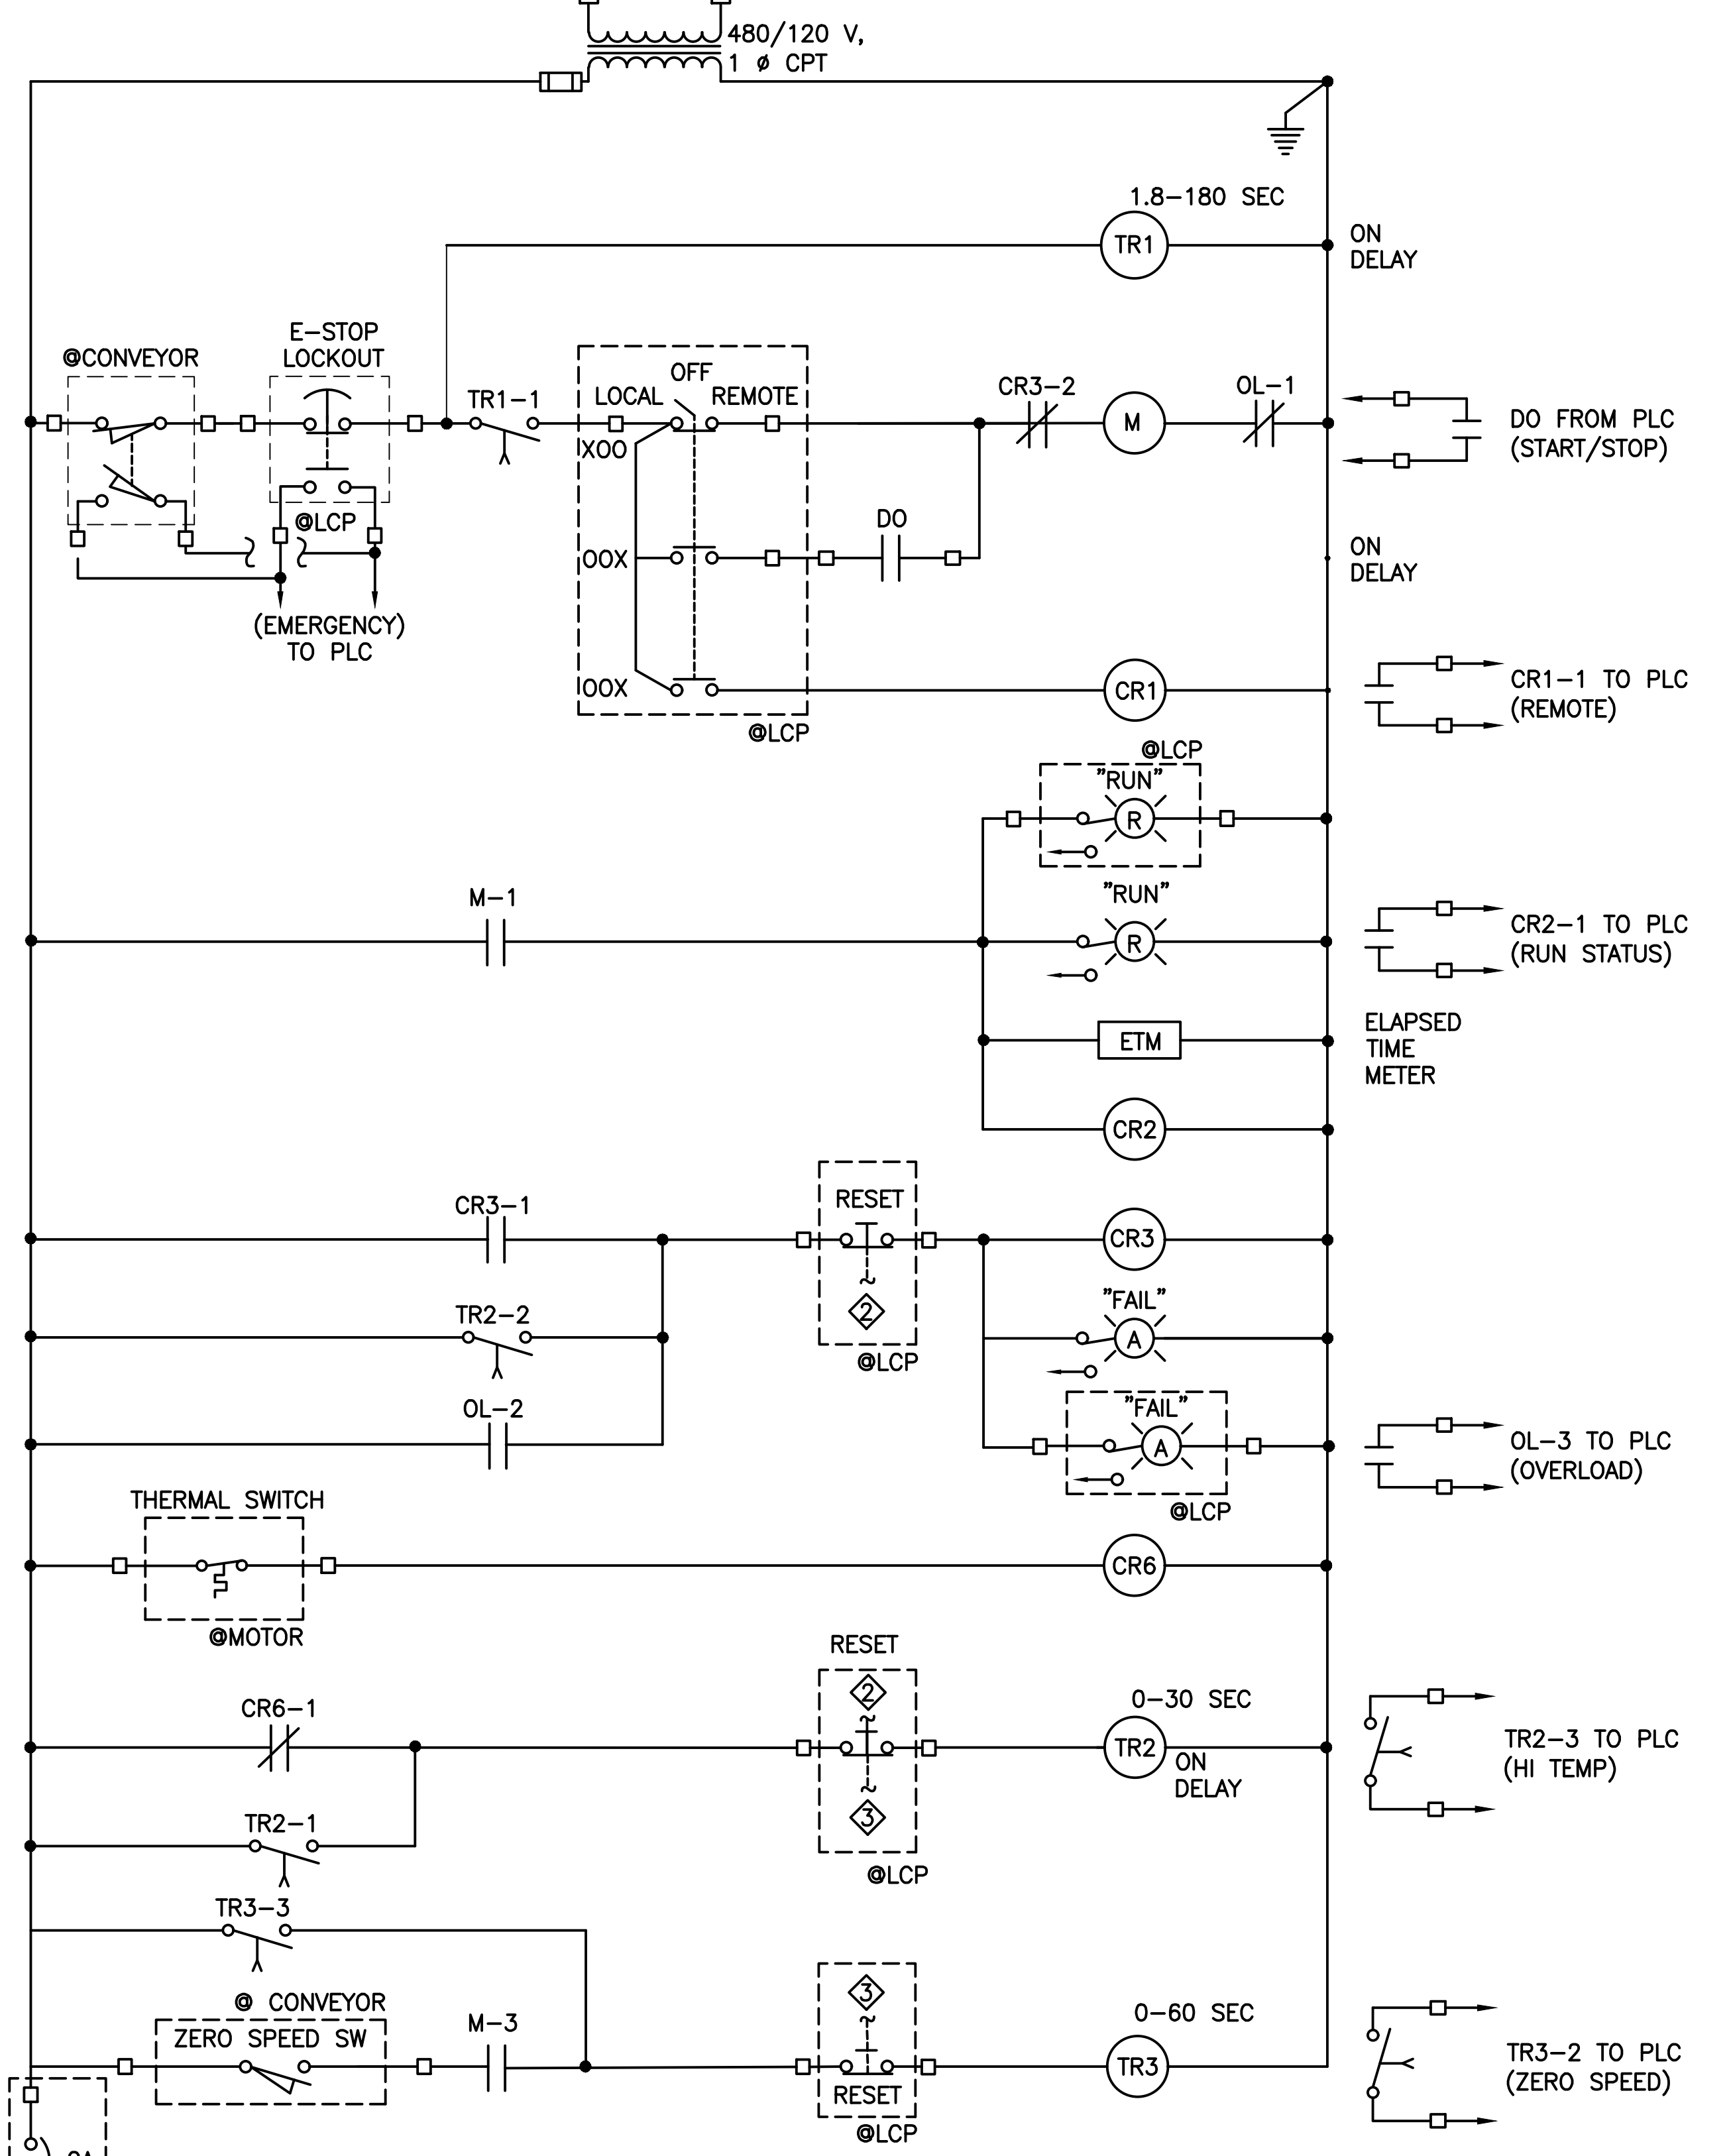 480/120 V,
1 ø CPT
1.8-180 SEC
TR1
ON
DELAY
@CONVEYOR
E-STOP
LOCKOUT
TR1-1
OFF
LOCAL
REMOTE
CR3-2
M
OL-1
DO FROM PLC
(START/STOP)
XOO
@LCP
DO
OOX
ON
DELAY
(EMERGENCY)
TO PLC
OOX
CR1
CR1-1 TO PLC
(REMOTE)
@LCP
@LCP
"RUN"
R
M-1
"RUN"
R
CR2-1 TO PLC
(RUN STATUS)
ETM
ELAPSED
TIME
METER
CR2
CR3-1
RESET
2
@LCP
CR3
TR2-2
"FAIL"
A
OL-2
"FAIL"
A
@LCP
OL-3 TO PLC
(OVERLOAD)
THERMAL SWITCH
@MOTOR
CR6
RESET
2
3
@LCP
CR6-1
0-30 SEC
TR2
ON
DELAY
TR2-3 TO PLC
(HI TEMP)
TR2-1
TR3-3
@ CONVEYOR
ZERO SPEED SW
M-3
3
RESET
@LCP
0-60 SEC
TR3
TR3-2 TO PLC
(ZERO SPEED)